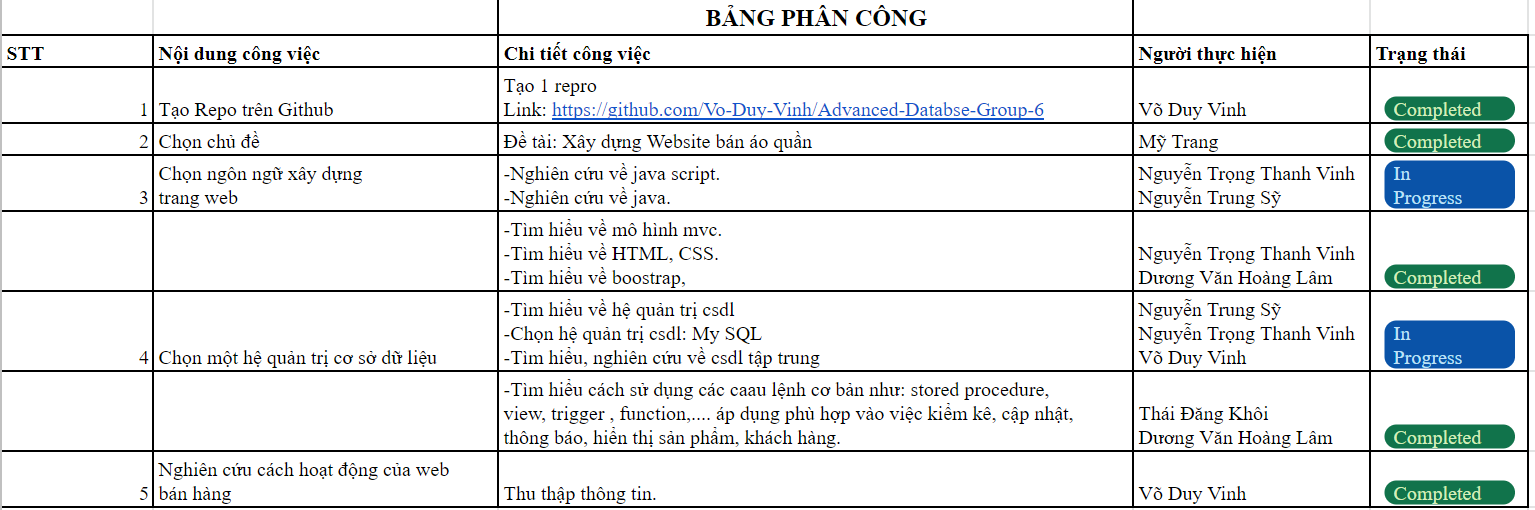 BẢNG PHÂN CÔNG
STT Nội dung công việc Chi tiết công việc Người thực hiện Trạng thái
Tạo 1 repro
1 Tạo Repo trên Github Link: https://github.com/Vo-Duy-Vinh/Advanced-Databse-Group-6 Võ Duy Vinh Completed
2 Chọn chủ đề Đề tài: Xây dựng Website bán áo quần Mỹ Trang Completed
Chọn ngôn ngữ xây dựng -Nghiên cứu về java script. Nguyễn Trọng Thanh Vinh In
3 trang web -Nghiên cứu về java. Nguyễn Trung Sỹ Progress
-Tìm hiểu về mô hình mvc.
-Tìm hiểu về HTML, CSS. Nguyễn Trọng Thanh Vinh
-Tìm hiểu về boostrap, Dương Văn Hoàng Lâm Completed
-Tìm hiểu về hệ quản trị csdl Nguyễn Trung Sỹ
-Chọn hệ quản trị csdl: My SQL Nguyễn Trọng Thanh Vinh In
4 Chọn một hệ quản trị cơ sở dữ liệu -Tìm hiểu, nghiên cứu về csdl tập trung Võ Duy Vinh Progress
-Tìm hiểu cách sử dụng các caau lệnh cơ bản như: stored procedure,
view, trigger , function,.... áp dụng phù hợp vào việc kiểm kê, cập nhật, Thái Đăng Khôi
thông báo, hiển thị sản phẩm, khách hàng. Dương Văn Hoàng Lâm Completed
Nghiên cứu cách hoạt động của web
5 bán hàng Thu thập thông tin. Võ Duy Vinh Completed